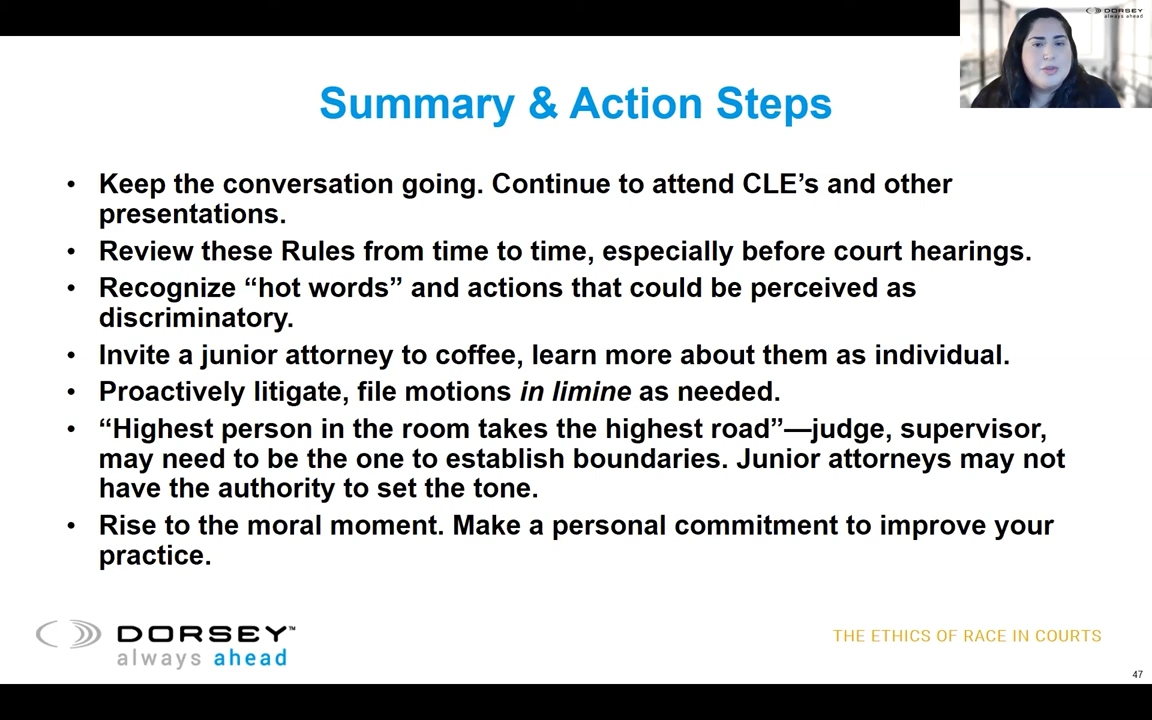 DORSEY
always ahead
Summary & Action Steps
• Keep the conversation going. Continue to attend CLE’s and other
presentations.
• Review these Rules from time to time, especially before court hearings.
• Recognize “hot words” and actions that could be perceived as
discriminatory.
• Invite a junior attorney to coffee, learn more about them as individual.
• Proactively litigate, file motions in limine as needed.
• “Highest person in the room takes the highest road”—judge, supervisor,
may need to be the one to establish boundaries. Junior attorneys may not
have the authority to set the tone.
• Rise to the moral moment. Make a personal commitment to improve your
practice.
DORSEY™
always ahead
THE ETHICS OF RACE IN COURTS
47